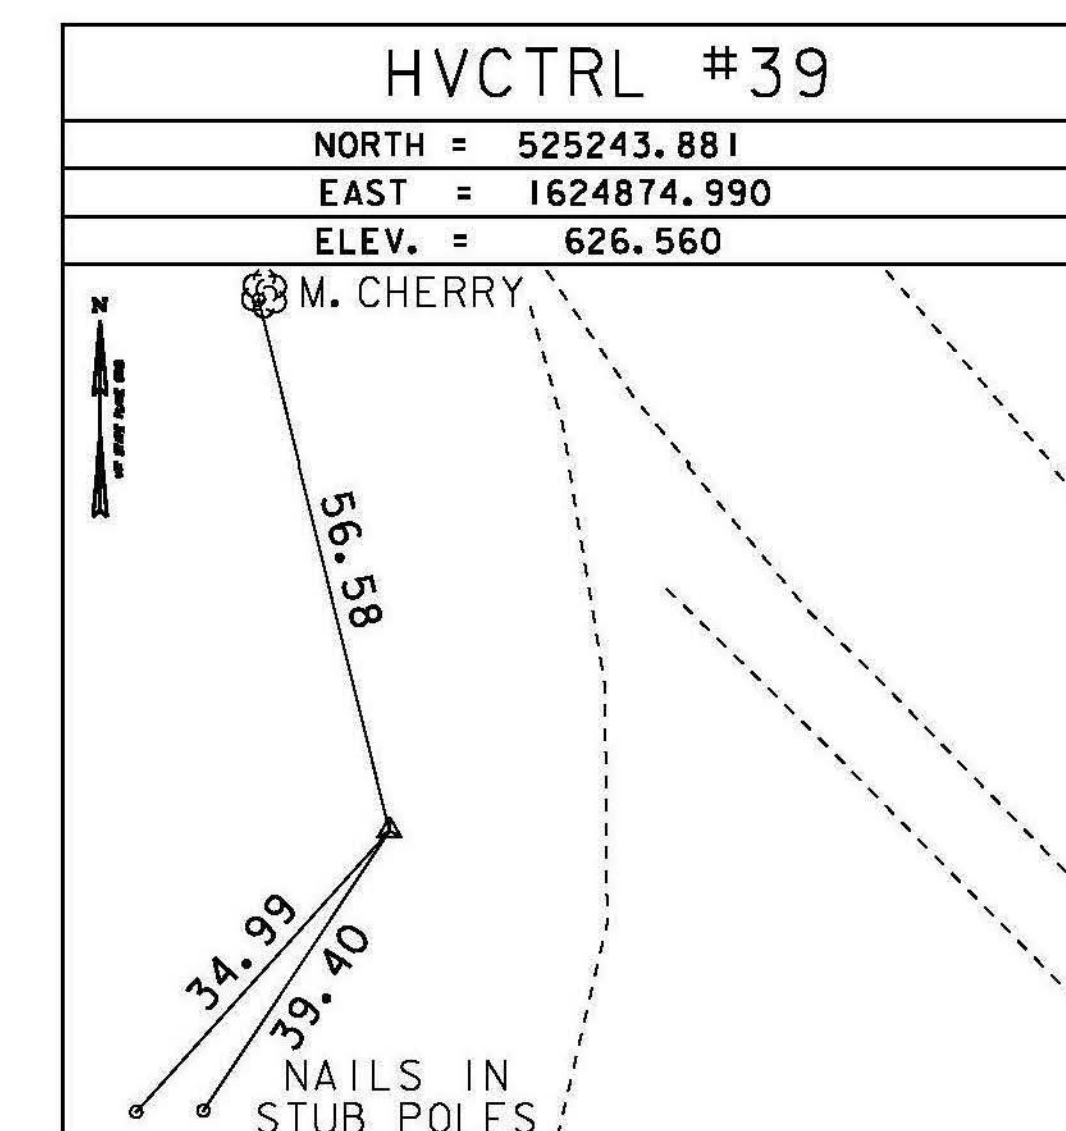 HVCTRL #39
NORTH = 525243.881
EAST = 1624874.990
ELEV. = 626.560
M. CHERRY
N
56.58
34.99
39.40
NAILS IN
STUB POLES